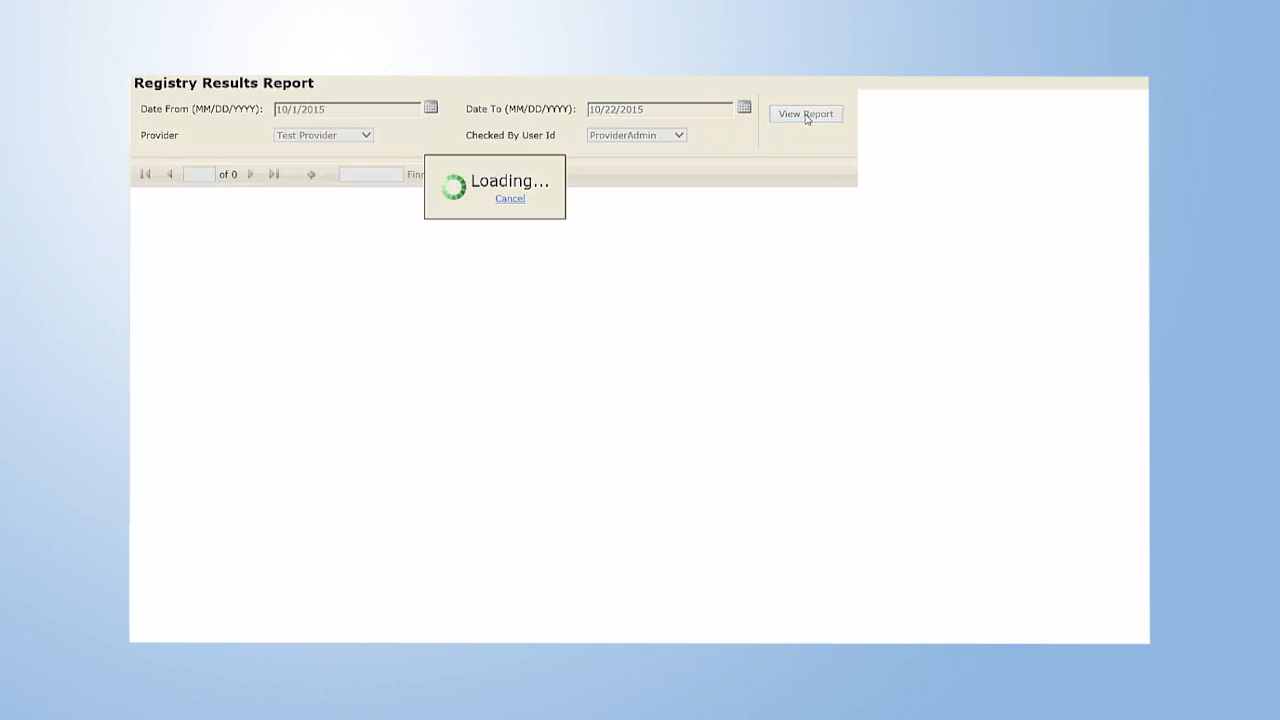 Registry Results Report
Date From (MM/DD/YYYY): 10/1/2015 Date To (MM/DD/YYYY): 10/22/2015 View Report
Provider Test Provider Checked By User Id ProviderAdmin
of 0
Loading...
Cancel